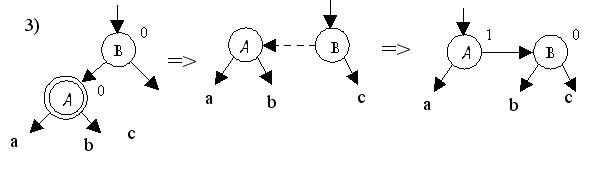 3)
B 0 => A B => A 1 B 0
A 0
a b c a b c a b c